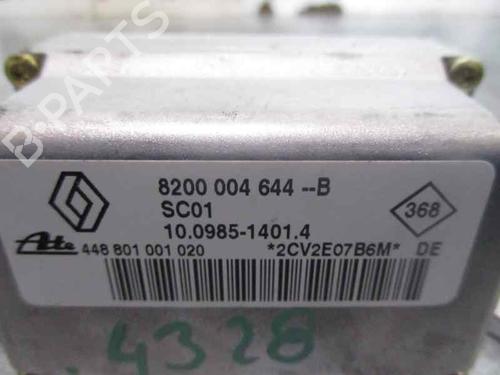 B-PARTS
8200 004 644 --B
SC01
368
10.0985-1401.4
Ate 448 801 001 020 *2CV2E07B6M* DE
.4328